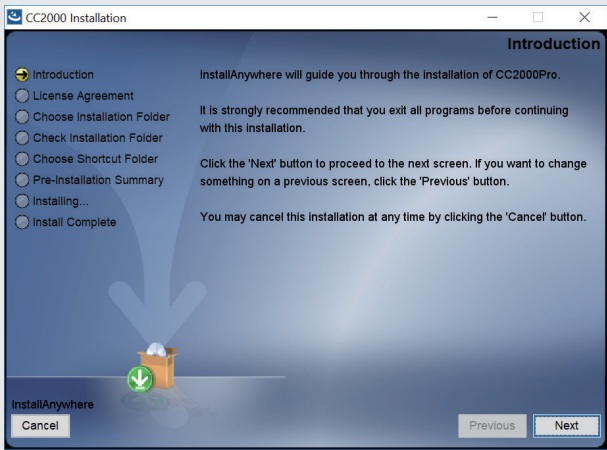 CC2000 Installation
Introduction
Introduction
License Agreement
Choose Installation Folder
Check Installation Folder
Choose Shortcut Folder
Pre-Installation Summary
Installing...
Install Complete
InstallAnywhere will guide you through the installation of CC2000Pro.
It is strongly recommended that you exit all programs before continuing
with this installation.
Click the 'Next' button to proceed to the next screen. If you want to change
something on a previous screen, click the 'Previous' button.
You may cancel this installation at any time by clicking the 'Cancel' button.
InstallAnywhere
Cancel
Previous
Next